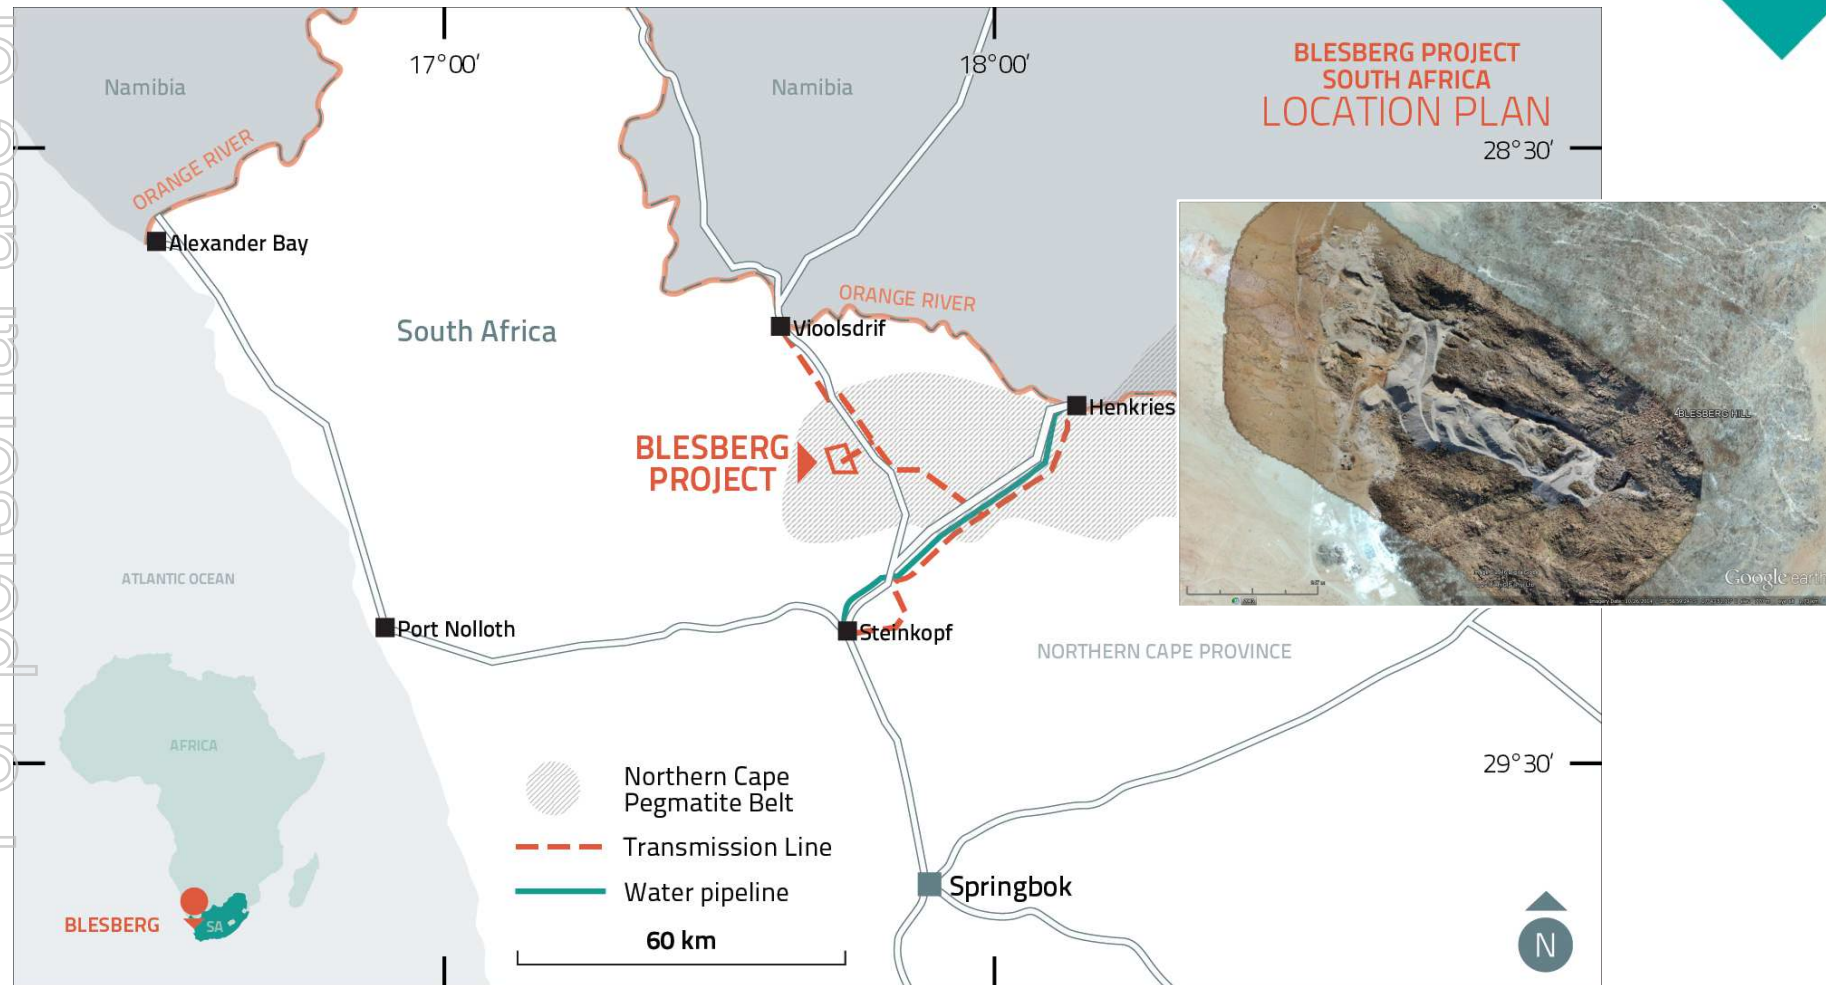 Namibia
17°00'
Namibia
18°00'
BLESBERG PROJECT
SOUTH AFRICA
LOCATION PLAN
28°30'
ORANGE RIVER
Alexander Bay
South Africa
ORANGE RIVER
Vioolsdrif
Henkries
BLESBERG
PROJECT
BLESBERG HILL
Google earth
ATLANTIC OCEAN
Port Nolloth
Steinkopf
NORTHERN CAPE PROVINCE
AFRICA
29°30'
Northern Cape
Pegmatite Belt
Transmission Line
Water pipeline
Springbok
BLESBERG
SA
60 km
N